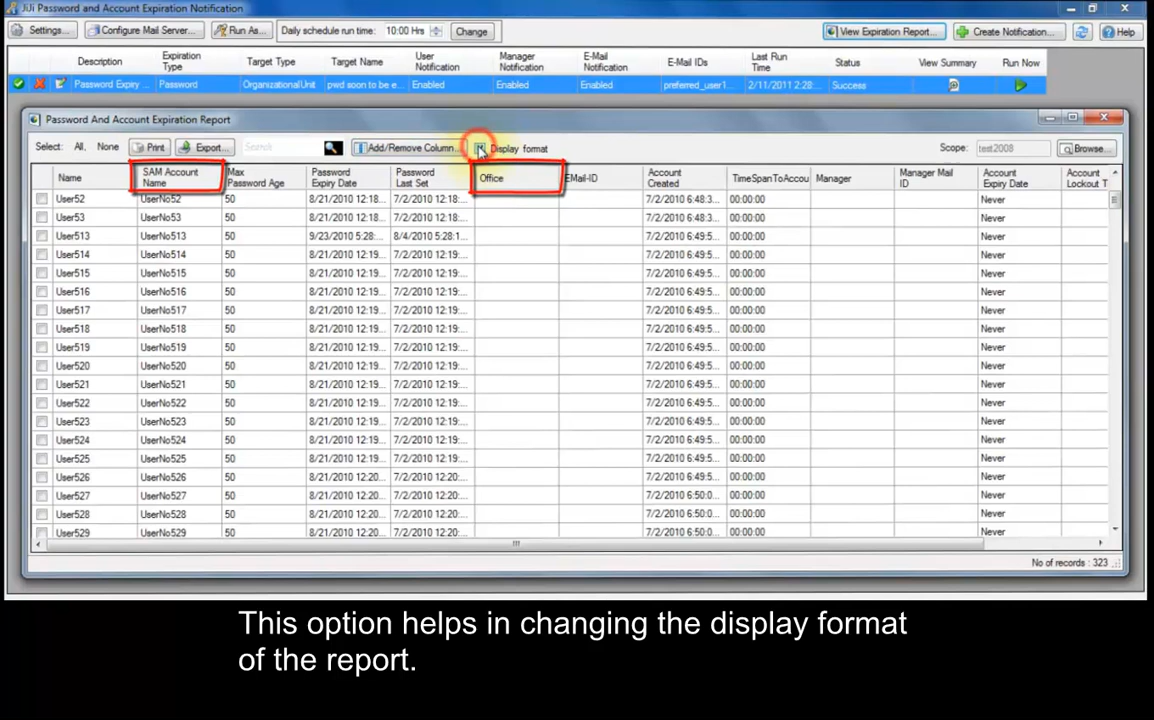 JiJi Password and Account Expiration Notification
Settings... Configure Mail Server... Run As... Daily schedule run time: 10:00 Hrs Change View Expiration Report... Create Notification... Help
Description Expiration Type Target Type Target Name User Notification Manager Notification E-Mail Notification E-Mail IDs Last Run Time Status View Summary Run Now
Password Expiry ... Password OrganizationalUnit pwd soon to be e... Enabled Enabled Enabled preferred_user1... 2/11/2011 2:28:... Success
Password And Account Expiration Report
Select: All, None Print Export... Search Add/Remove Column... Display format Scope: test2008 Browse...
Name SAM Account Name Max Password Age Password Expiry Date Password Last Set Office EMail-ID Account Created TimeSpanToAccou Manager Manager Mail ID Account Expiry Date Account Lockout T
User52 UserNo52 50 8/21/2010 12:18... 7/2/2010 12:18:... 7/2/2010 6:48:3... 00:00:00 Never
User53 UserNo53 50 8/21/2010 12:18... 7/2/2010 12:18:... 7/2/2010 6:48:3... 00:00:00 Never
User513 UserNo513 50 9/23/2010 5:28:... 8/4/2010 5:28:1... 7/2/2010 6:49:5... 00:00:00 Never
User514 UserNo514 50 8/21/2010 12:19... 7/2/2010 12:19:... 7/2/2010 6:49:5... 00:00:00 Never
User515 UserNo515 50 8/21/2010 12:19... 7/2/2010 12:19:... 7/2/2010 6:49:5... 00:00:00 Never
User516 UserNo516 50 8/21/2010 12:19... 7/2/2010 12:19:... 7/2/2010 6:49:5... 00:00:00 Never
User517 UserNo517 50 8/21/2010 12:19... 7/2/2010 12:19:... 7/2/2010 6:49:5... 00:00:00 Never
User518 UserNo518 50 8/21/2010 12:19... 7/2/2010 12:19:... 7/2/2010 6:49:5... 00:00:00 Never
User519 UserNo519 50 8/21/2010 12:19... 7/2/2010 12:19:... 7/2/2010 6:49:5... 00:00:00 Never
User520 UserNo520 50 8/21/2010 12:19... 7/2/2010 12:19:... 7/2/2010 6:49:5... 00:00:00 Never
User521 UserNo521 50 8/21/2010 12:19... 7/2/2010 12:19:... 7/2/2010 6:49:5... 00:00:00 Never
User522 UserNo522 50 8/21/2010 12:19... 7/2/2010 12:19:... 7/2/2010 6:49:5... 00:00:00 Never
User523 UserNo523 50 8/21/2010 12:19... 7/2/2010 12:19:... 7/2/2010 6:49:5... 00:00:00 Never
User524 UserNo524 50 8/21/2010 12:19... 7/2/2010 12:19:... 7/2/2010 6:49:5... 00:00:00 Never
User525 UserNo525 50 8/21/2010 12:19... 7/2/2010 12:19:... 7/2/2010 6:49:5... 00:00:00 Never
User526 UserNo526 50 8/21/2010 12:20... 7/2/2010 12:20:... 7/2/2010 6:50:0... 00:00:00 Never
User527 UserNo527 50 8/21/2010 12:20... 7/2/2010 12:20:... 7/2/2010 6:50:0... 00:00:00 Never
User528 UserNo528 50 8/21/2010 12:20... 7/2/2010 12:20:... 7/2/2010 6:50:0... 00:00:00 Never
User529 UserNo529 50 8/21/2010 12:20... 7/2/2010 12:20:... 7/2/2010 6:50:0... 00:00:00 Never
No of records : 323
This option helps in changing the display format
of the report.